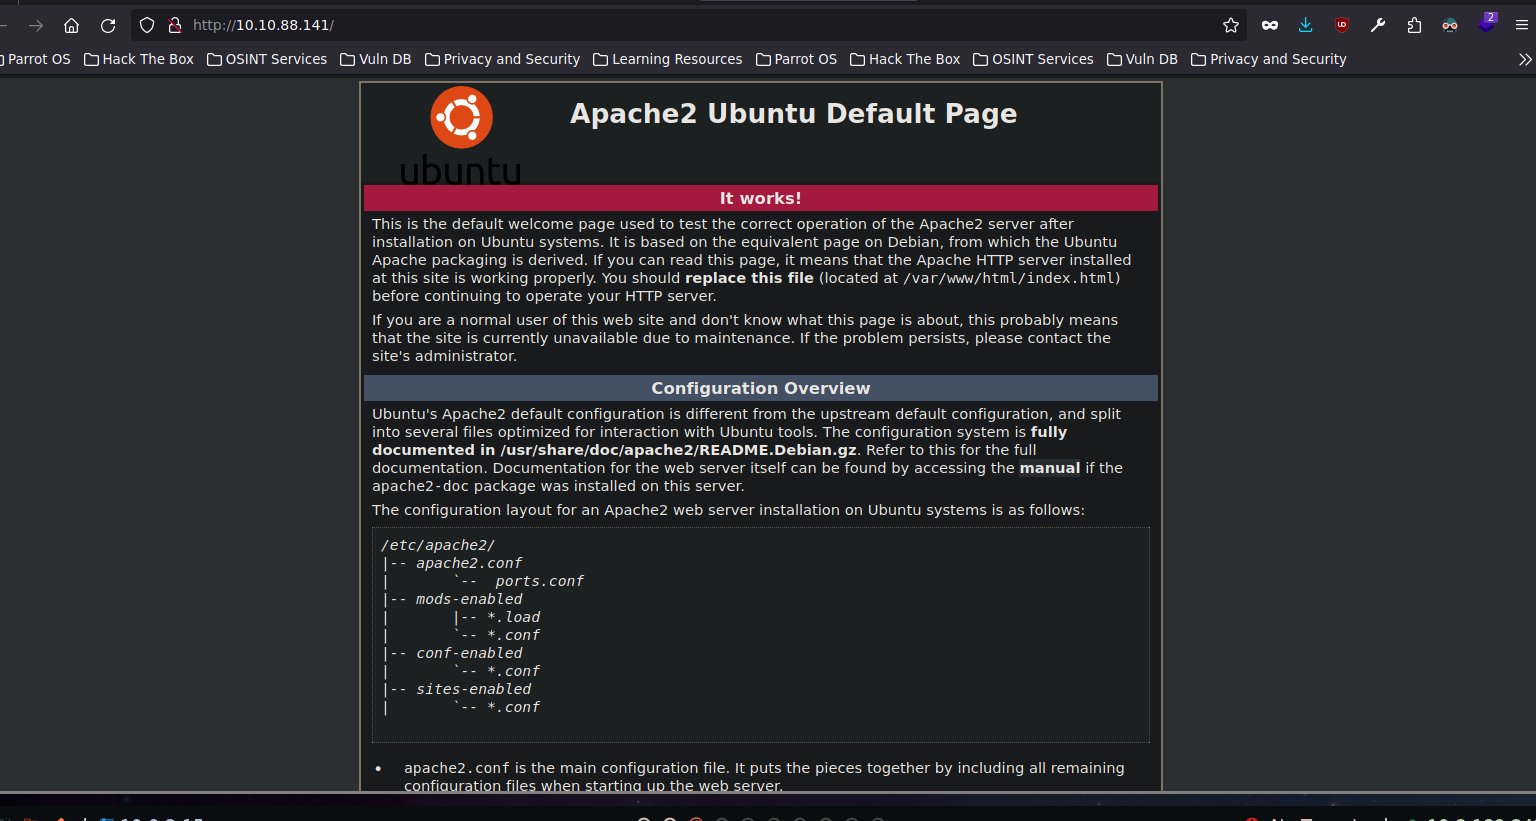 http://10.10.88.141/
2
Parrot OS Hack The Box OSINT Services Vuln DB Privacy and Security Learning Resources Parrot OS Hack The Box OSINT Services Vuln DB Privacy and Security
ubuntu
Apache2 Ubuntu Default Page
It works!
This is the default welcome page used to test the correct operation of the Apache2 server after
installation on Ubuntu systems. It is based on the equivalent page on Debian, from which the Ubuntu
Apache packaging is derived. If you can read this page, it means that the Apache HTTP server installed
at this site is working properly. You should replace this file (located at /var/www/html/index.html)
before continuing to operate your HTTP server.
If you are a normal user of this web site and don't know what this page is about, this probably means
that the site is currently unavailable due to maintenance. If the problem persists, please contact the
site's administrator.
Configuration Overview
Ubuntu's Apache2 default configuration is different from the upstream default configuration, and split
into several files optimized for interaction with Ubuntu tools. The configuration system is fully
documented in /usr/share/doc/apache2/README.Debian.gz. Refer to this for the full
documentation. Documentation for the web server itself can be found by accessing the manual if the
apache2-doc package was installed on this server.
The configuration layout for an Apache2 web server installation on Ubuntu systems is as follows:
/etc/apache2/
|-- apache2.conf
|       `--  ports.conf
|-- mods-enabled
|       |-- *.load
|       `-- *.conf
|-- conf-enabled
|       `-- *.conf
|-- sites-enabled
|       `-- *.conf
• apache2.conf is the main configuration file. It puts the pieces together by including all remaining
configuration files when starting up the web server.